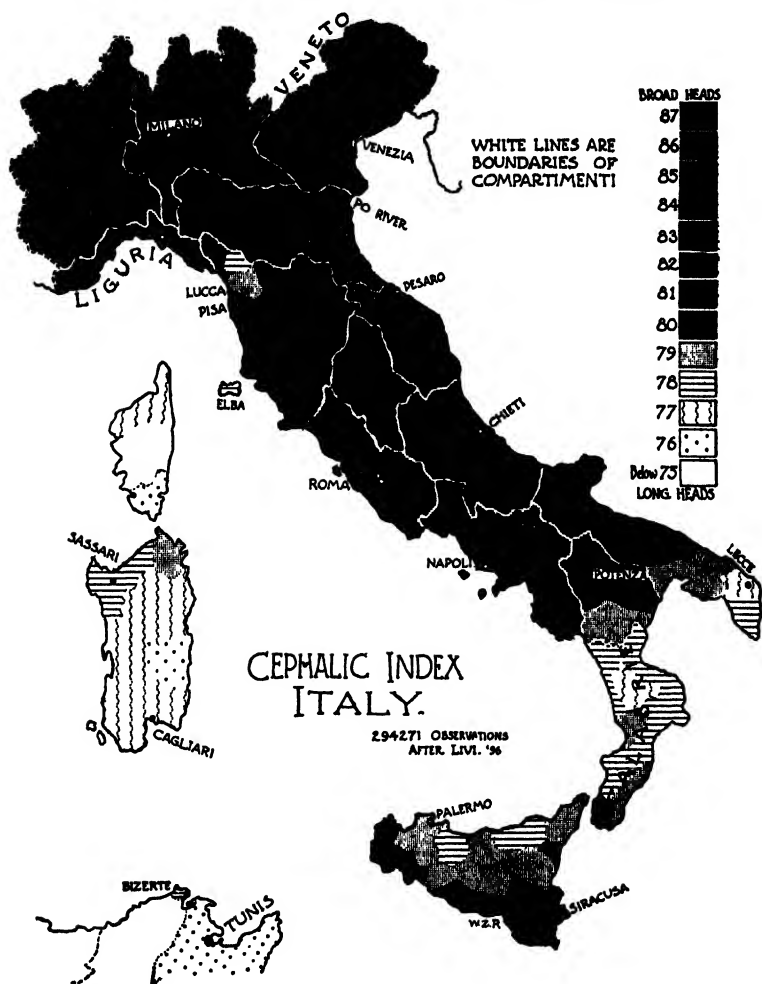 VENETO
MILANO
VENEZIA
PO RIVER
LIGURIA
LUCCA
PISA
PESARO
ELBA
CHIETI
ROMA
NAPOLI
POTENZA
LECCE
CALABRIA
SASSARI
CAGLIARI
PALERMO
SIRACUSA
W.Z.R
BIZERTE
TUNIS
WHITE LINES ARE
BOUNDARIES OF
COMPARTIMENTI
BROAD HEADS
87
86
85
84
83
82
81
80
79
78
77
76
Below 75
LONG HEADS
CEPHALIC INDEX
ITALY.
294271 OBSERVATIONS
AFTER LIVI. '96